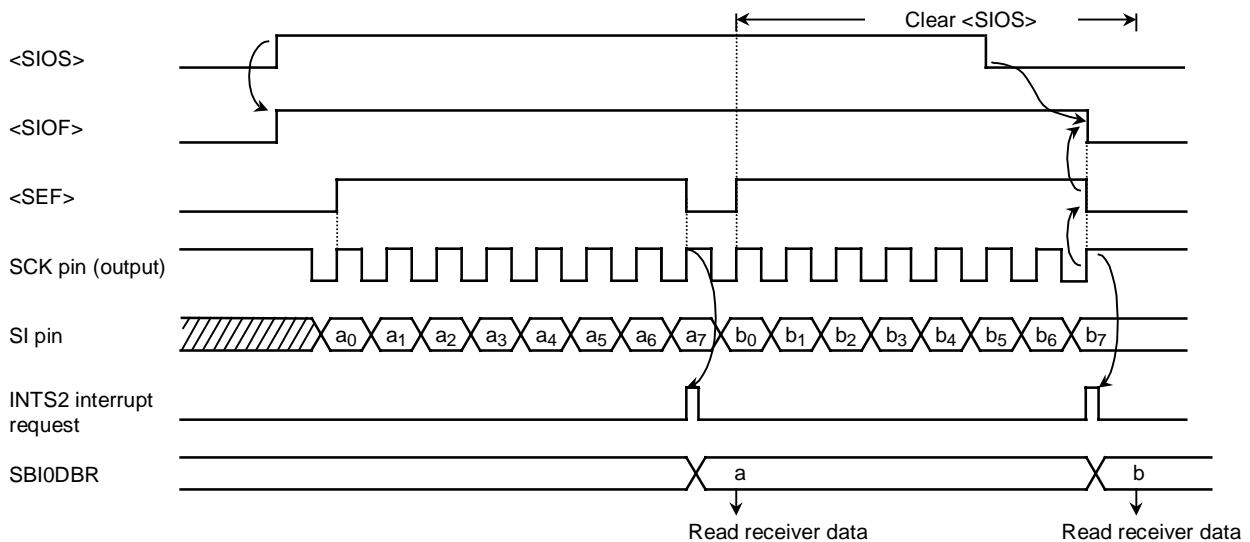 Clear <SIOS>
<SIOS>
<SIOF>
<SEF>
SCK pin (output)
SI pin
a0 a1 a2 a3 a4 a5 a6 a7 b0 b1 b2 b3 b4 b5 b6 b7
INTS2 interrupt
request
SBI0DBR
a b
Read receiver data Read receiver data